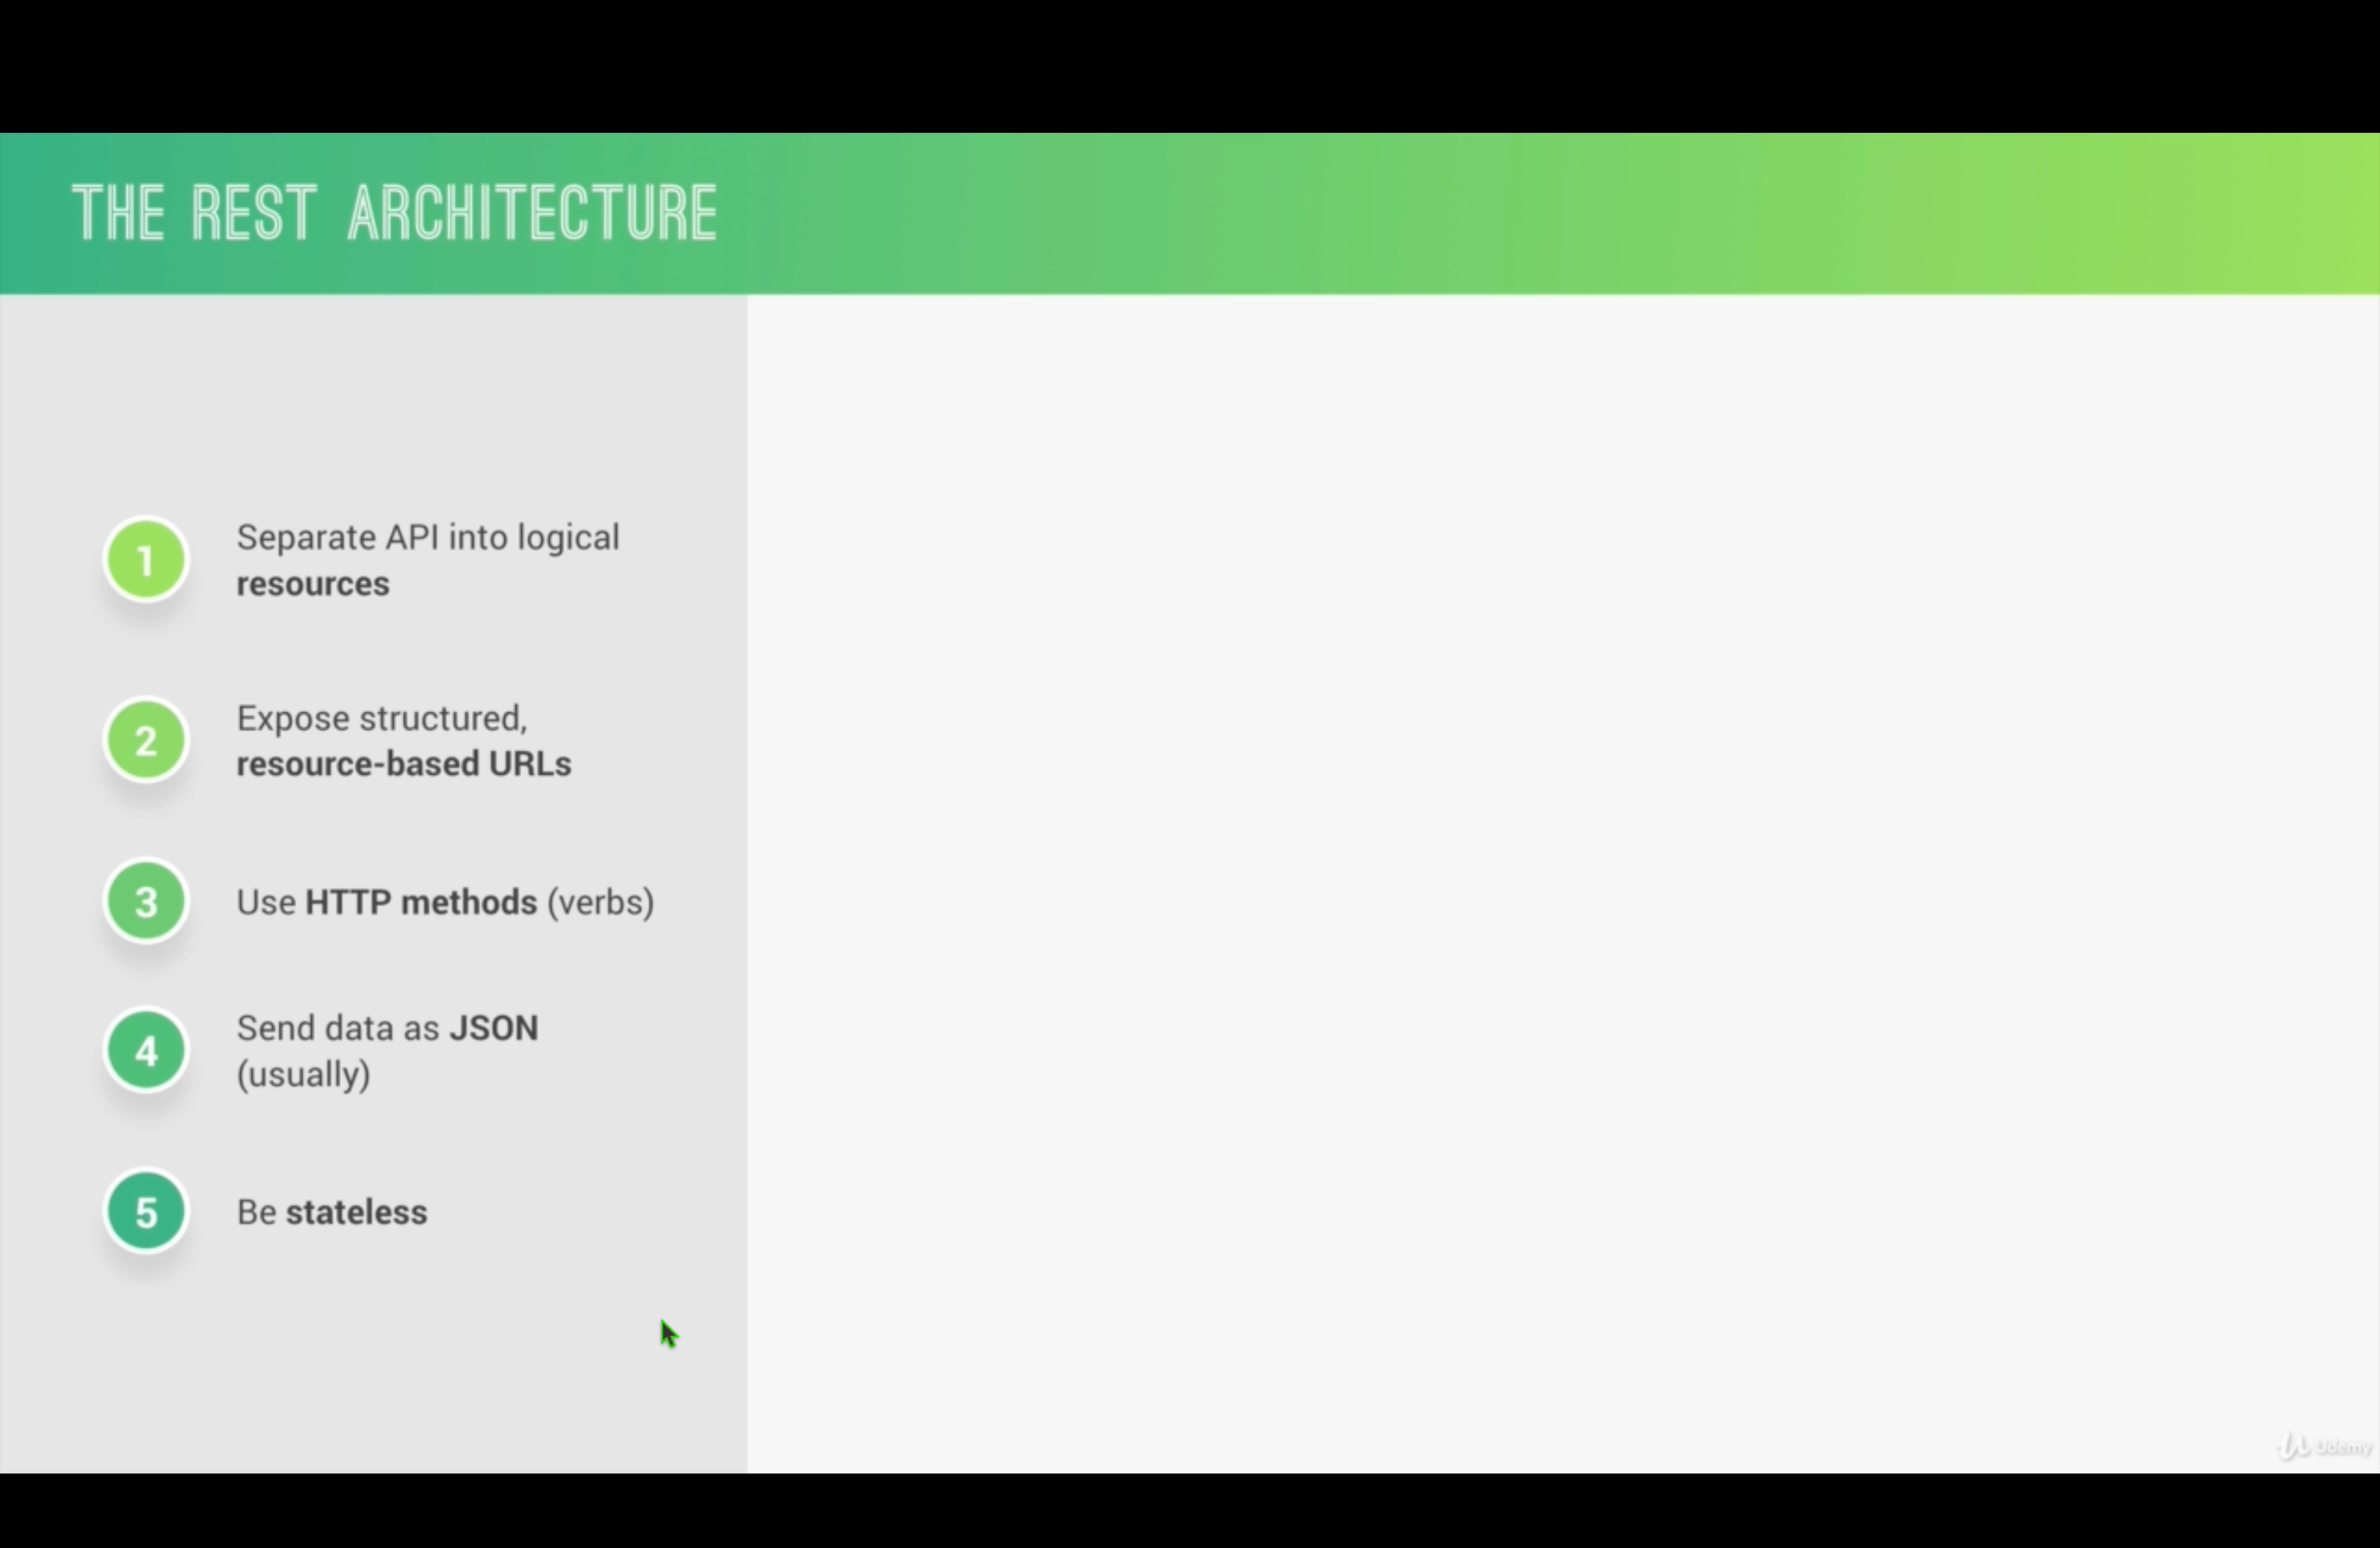 THE REST ARCHITECTURE
1
Separate API into logical
resources
2
Expose structured,
resource-based URLs
3
Use HTTP methods (verbs)
4
Send data as JSON
(usually)
5
Be stateless
Udemy